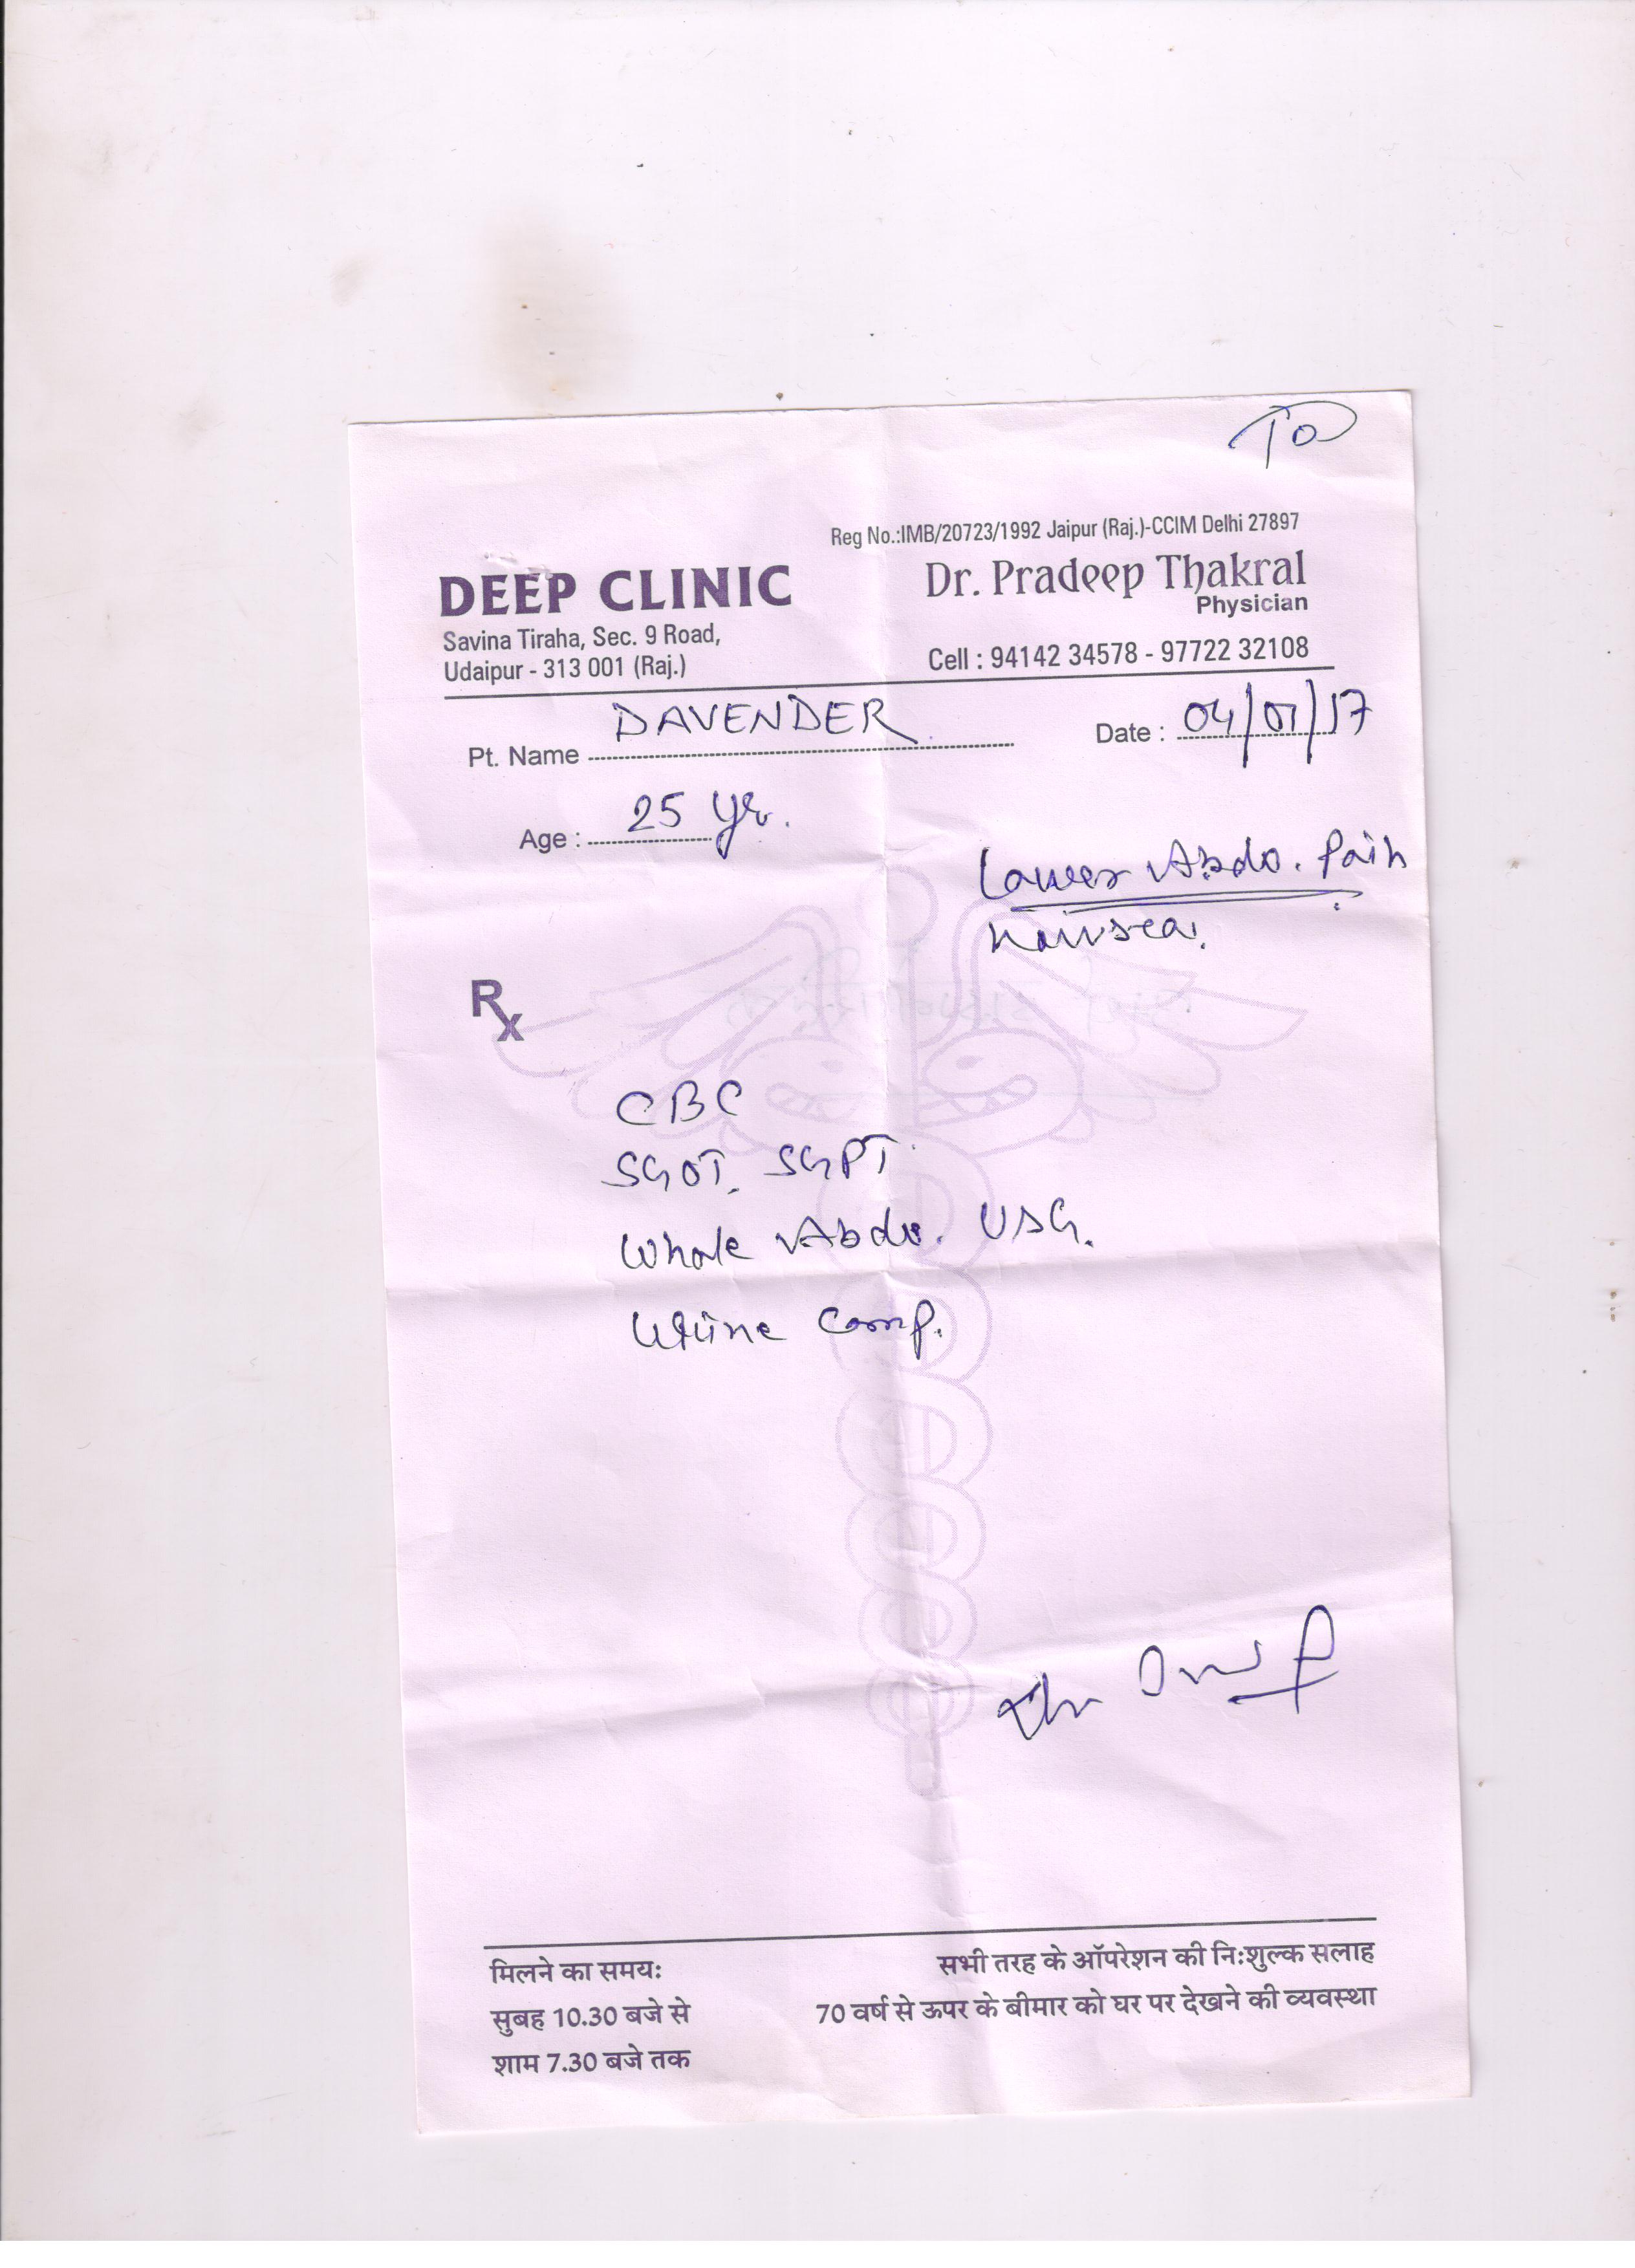 TO
Reg No.:IMB/20723/1992 Jaipur (Raj.)-CCIM Delhi 27897
DEEP CLINIC
Dr. Pradeep Thakral
Physician
Savina Tiraha, Sec. 9 Road,
Udaipur - 313 001 (Raj.)
Cell : 94142 34578 - 97722 32108
Pt. Name DAVENDER
Date : 04/01/17
Age : 25 yr.
Lower Abdo. Pain
Nausea.
Rx
CBC
SGOT. SGPT
Whole Abdo. USG.
Urine Comp.
मिलने का समयः
सुबह 10.30 बजे से
शाम 7.30 बजे तक
सभी तरह के ऑपरेशन की निःशुल्क सलाह
70 वर्ष से ऊपर के बीमार को घर पर देखने की व्यवस्था